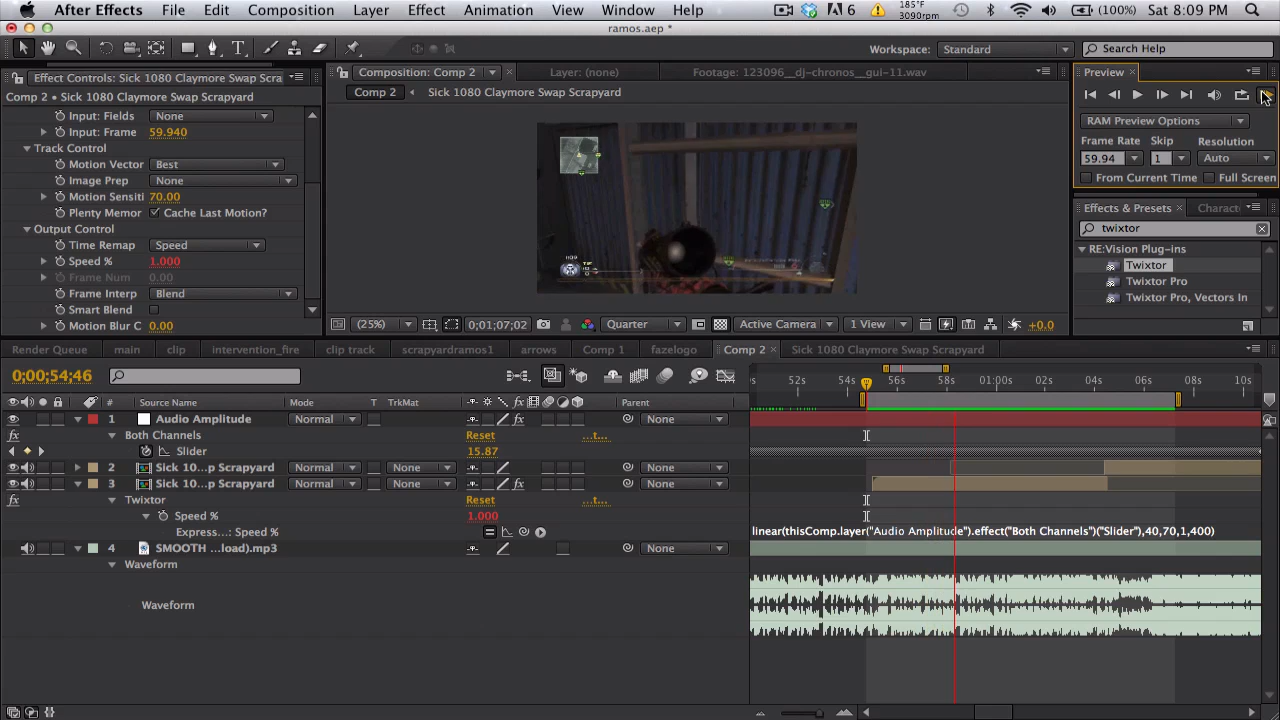 After Effects File Edit Composition Layer Effect Animation View Window Help 6 185°F 3090rpm (100%) Sat 8:09 PM
ramos.aep *
Workspace: Standard Search Help
Effect Controls: Sick 1080 Claymore Swap Scra
Comp 2 • Sick 1080 Claymore Swap Scrapyard
Input: Fields None
Input: Frame 59.940
Track Control
Motion Vector Best
Image Prep None
Motion Sensiti 70.00
Plenty Memor Cache Last Motion?
Output Control
Time Remap Speed
Speed % 1.000
Frame Num 0.00
Frame Interp Blend
Smart Blend
Motion Blur C 0.00
Composition: Comp 2 Layer: (none) Footage: 123096__dj-chronos__gui-11.wav
Comp 2 Sick 1080 Claymore Swap Scrapyard
(25%) 0;01;07;02 Quarter Active Camera 1 View +0.0
Preview
RAM Preview Options
Frame Rate Skip Resolution
59.94 1 Auto
From Current Time Full Screen
Effects & Presets Charact
twixtor
RE:Vision Plug-ins
Twixtor
Twixtor Pro
Twixtor Pro, Vectors In
Render Queue main clip intervention_fire clip track scrapyardramos1 arrows Comp 1 fazelogo Comp 2 Sick 1080 Claymore Swap Scrapyard
0;00;54;46
s 52s 54s 56s 58s 01:00s 02s 04s 06s 08s 10s
# Source Name Mode T TrkMat Parent
1 Audio Amplitude Normal None
Both Channels Reset ...t...
Slider 15.87
2 Sick 10...p Scrapyard Normal None None
3 Sick 10...p Scrapyard Normal None None
Twixtor Reset ...t...
Speed % 1.000
Express...: Speed % linear(thisComp.layer("Audio Amplitude").effect("Both Channels")("Slider"),40,70,1,400)
4 SMOOTH ...load).mp3 None
Waveform
Waveform